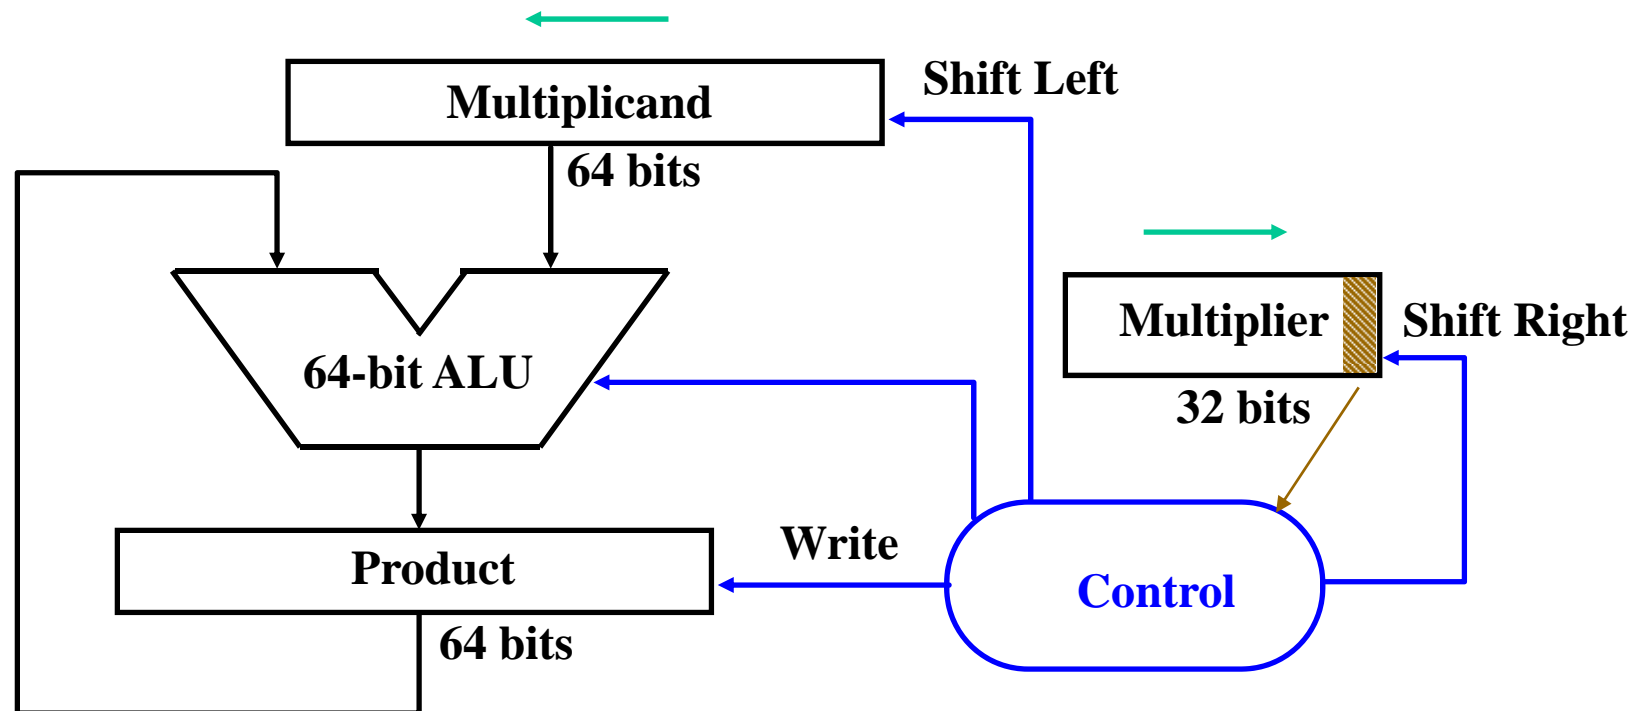 Shift Left
Multiplicand
64 bits
Multiplier
Shift Right
64-bit ALU
32 bits
Write
Product
Control
64 bits